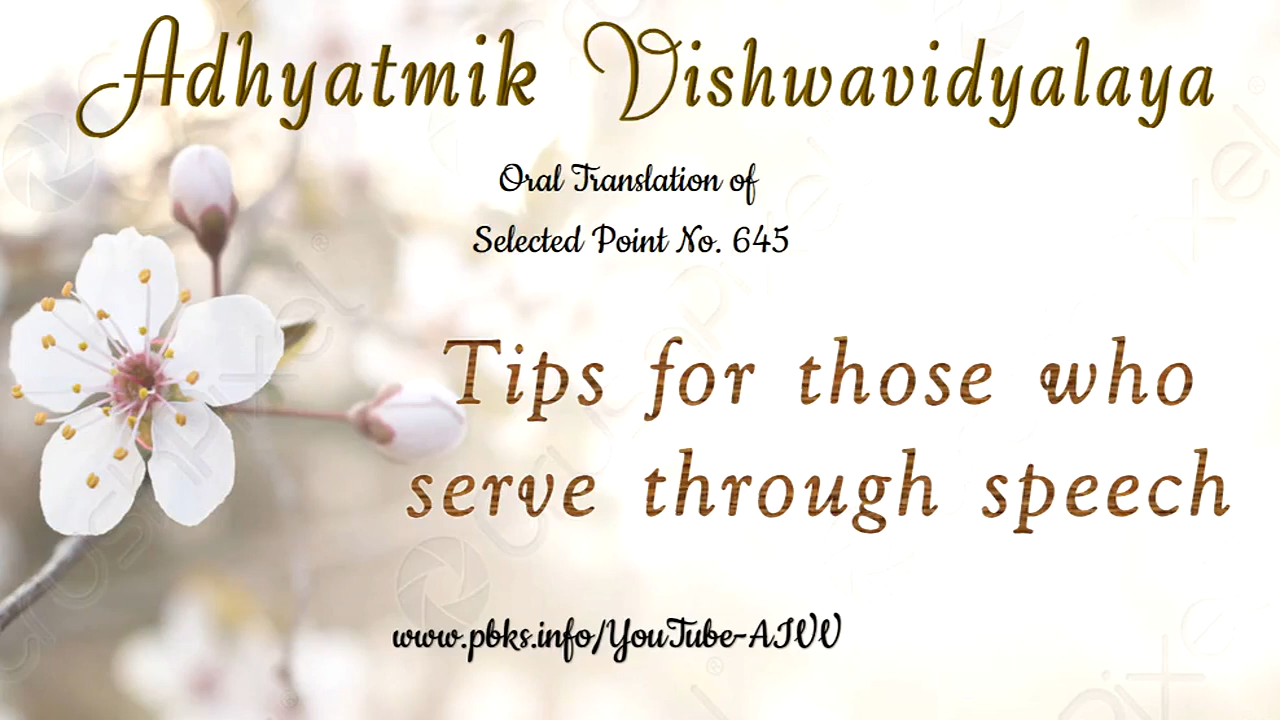 Adhyatmik Vishwavidyalaya
Oral Translation of
Selected Point No. 645
Tips for those who
serve through speech
www.pbks.info/YouTube-AIVV